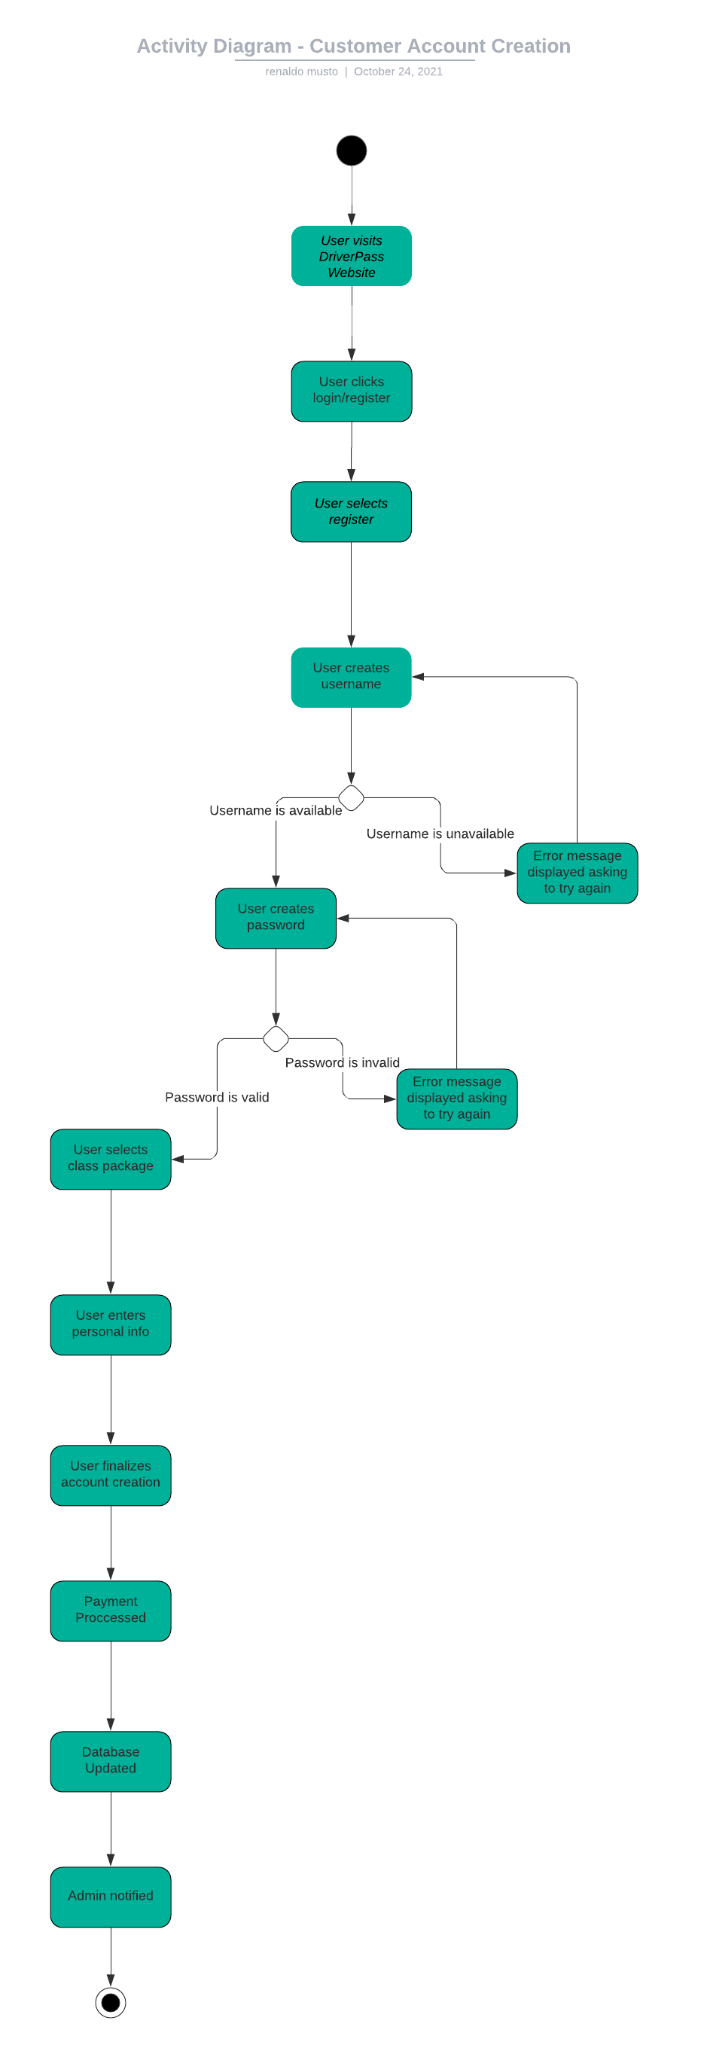 Activity Diagram - Customer Account Creation
renaldo musto | October 24, 2021
User visits
DriverPass
Website
User clicks
login/register
User selects
register
User creates
username
Username is available
Username is unavailable
Error message
displayed asking
to try again
User creates
password
Password is invalid
Password is valid
Error message
displayed asking
to try again
User selects
class package
User enters
personal info
User finalizes
account creation
Payment
Proccessed
Database
Updated
Admin notified